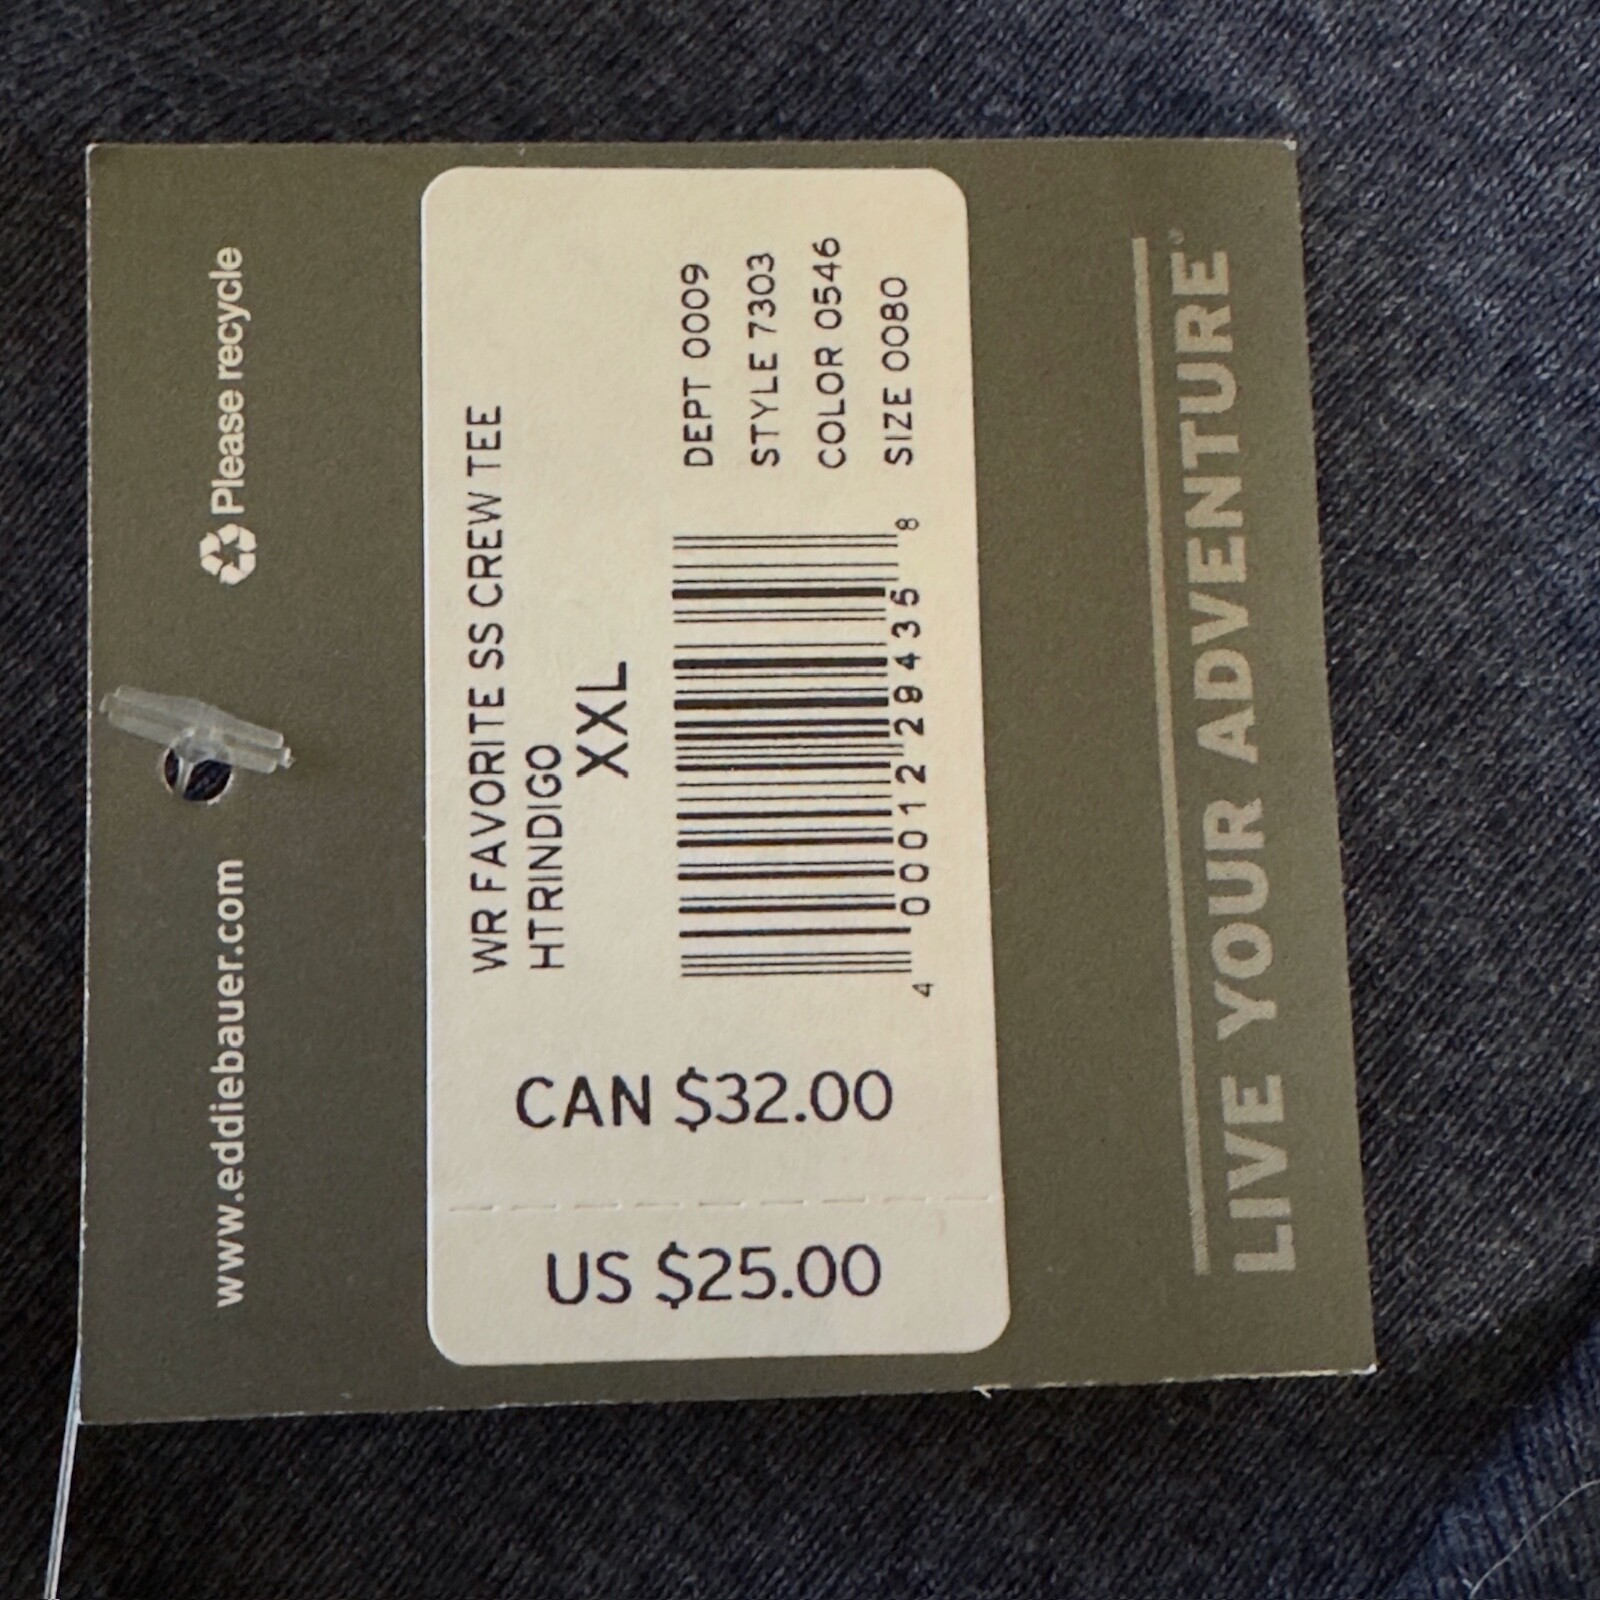 www.eddiebauer.com
Please recycle
WR FAVORITE SS CREW TEE
HTRINDIGO
XXL
DEPT 0009
STYLE 7303
COLOR 0546
SIZE 0080
4 00012 29435 8
CAN $32.00
US $25.00
LIVE YOUR ADVENTURE